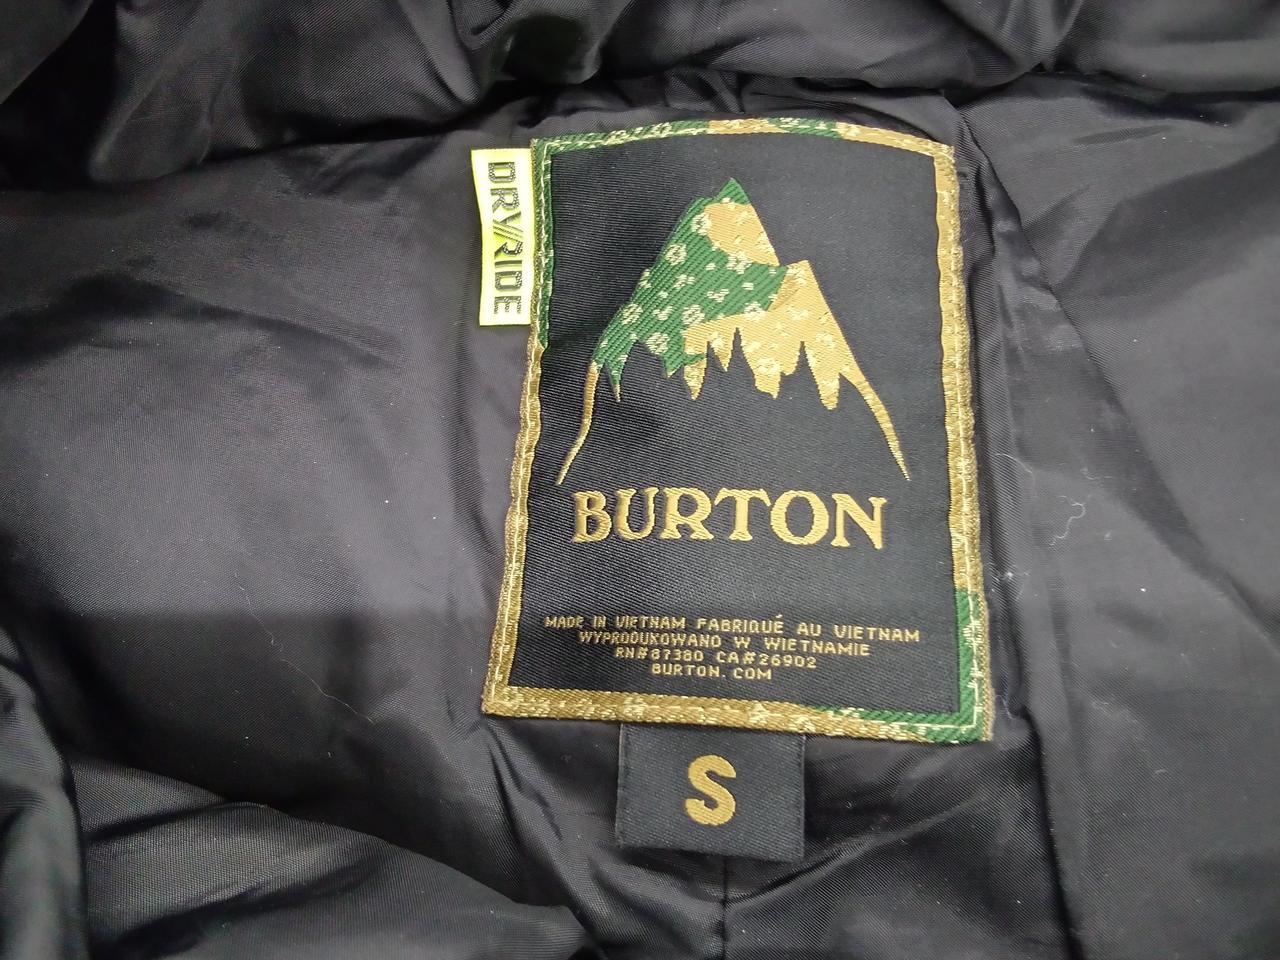 DRY//RIDE
BURTON
MADE IN VIETNAM FABRIQUÉ AU VIETNAM
WYPRODUKOWANO W WIETNAMIE
RN#87380 CA#26902
BURTON.COM
S